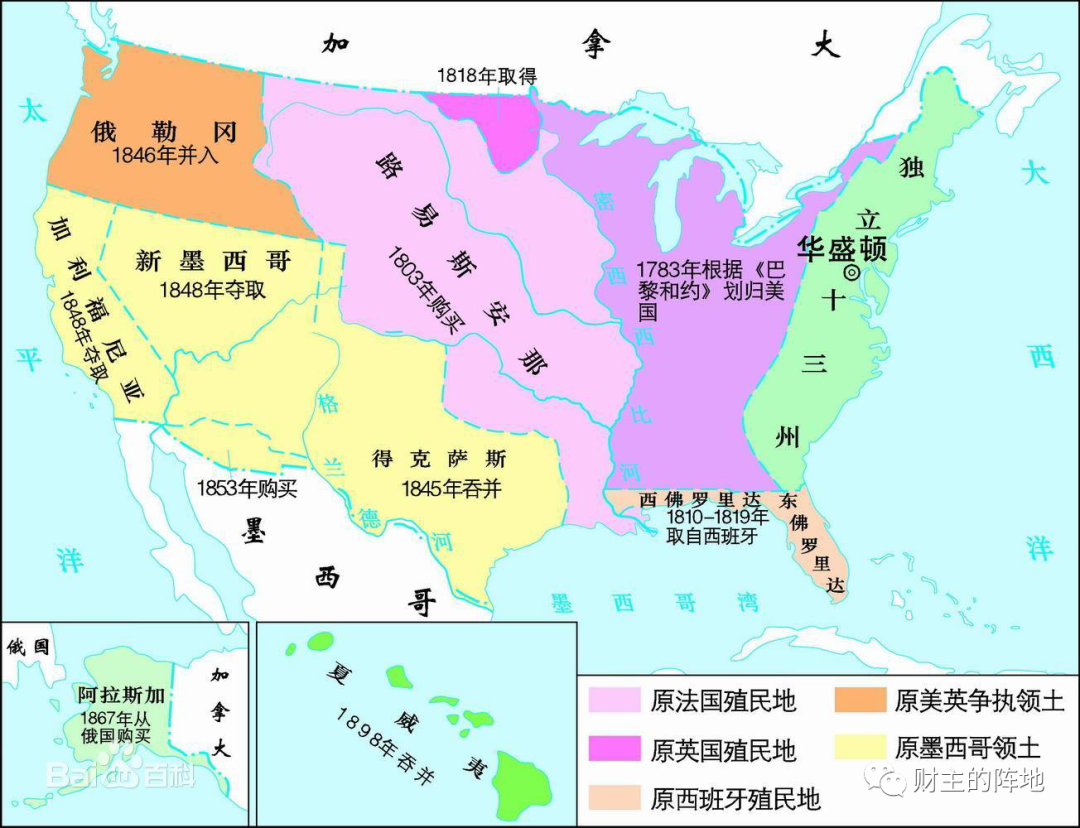 加拿大
1818年取得
太平洋
俄勒冈
1846年并入
路易斯安那
1803年购买
密西西比河
独立十三州
华盛顿
大西洋
加利福尼亚
1848年夺取
新墨西哥
1848年夺取
1783年根据《巴
黎和约》划归美
国
格兰德河
得克萨斯
1845年吞并
1853年购买
墨西哥
西佛罗里达
东佛罗里达
1810-1819年
取自西班牙
墨西哥湾
俄国
阿拉斯加
1867年从
俄国购买
加拿大
Baidu百科
夏威夷
1898年吞并
原法国殖民地
原美英争执领土
原英国殖民地
原墨西哥领土
原西班牙殖民地
财主的阵地